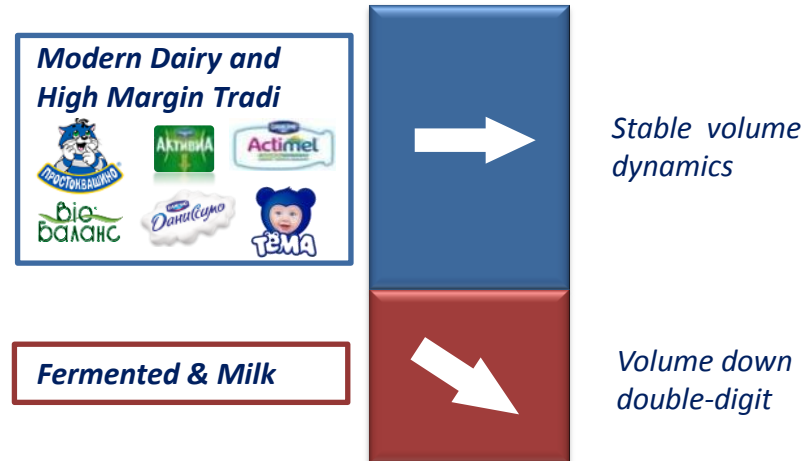 Modern Dairy and
High Margin Tradi
ПРОСТОКВАШИНО
АКТИВИА
Actimel
Bio
Баланс
Даниссимо
ТЁМА
Stable volume
dynamics
Fermented & Milk
Volume down
double-digit